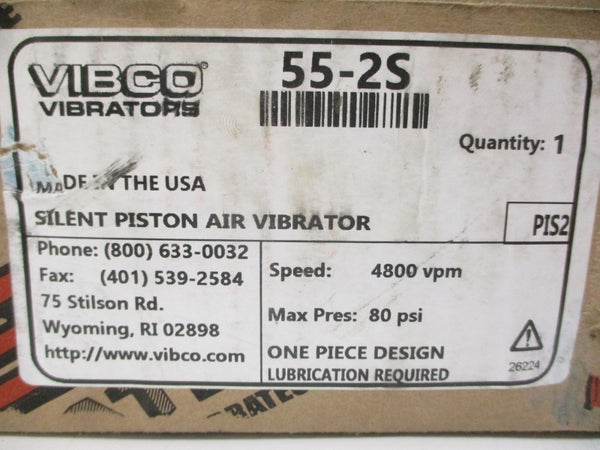 VIBCO®
VIBRATORS
55-2S
Quantity: 1
MADE IN THE USA
SILENT PISTON AIR VIBRATOR
PIS2
Phone: (800) 633-0032
Fax: (401) 539-2584
75 Stilson Rd.
Wyoming, RI 02898
http://www.vibco.com
Speed: 4800 vpm
Max Pres: 80 psi
ONE PIECE DESIGN
LUBRICATION REQUIRED
26224